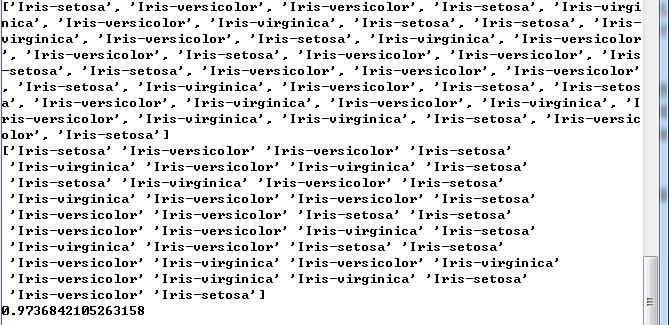 ['Iris-setosa', 'Iris-versicolor', 'Iris-versicolor', 'Iris-setosa', 'Iris-virgi
nica', 'Iris-versicolor', 'Iris-virginica', 'Iris-setosa', 'Iris-setosa', 'Iris-
virginica', 'Iris-versicolor', 'Iris-setosa', 'Iris-virginica', 'Iris-versicolor
', 'Iris-versicolor', 'Iris-setosa', 'Iris-versicolor', 'Iris-versicolor', 'Iris
-setosa', 'Iris-setosa', 'Iris-versicolor', 'Iris-versicolor', 'Iris-versicolor'
, 'Iris-setosa', 'Iris-virginica', 'Iris-versicolor', 'Iris-setosa', 'Iris-setos
a', 'Iris-versicolor', 'Iris-virginica', 'Iris-versicolor', 'Iris-virginica', 'I
ris-versicolor', 'Iris-virginica', 'Iris-virginica', 'Iris-setosa', 'Iris-versic
olor', 'Iris-setosa']
['Iris-setosa' 'Iris-versicolor' 'Iris-versicolor' 'Iris-setosa'
'Iris-virginica' 'Iris-versicolor' 'Iris-virginica' 'Iris-setosa'
'Iris-setosa' 'Iris-virginica' 'Iris-versicolor' 'Iris-setosa'
'Iris-virginica' 'Iris-versicolor' 'Iris-versicolor' 'Iris-setosa'
'Iris-versicolor' 'Iris-versicolor' 'Iris-setosa' 'Iris-setosa'
'Iris-versicolor' 'Iris-versicolor' 'Iris-virginica' 'Iris-setosa'
'Iris-virginica' 'Iris-versicolor' 'Iris-setosa' 'Iris-setosa'
'Iris-versicolor' 'Iris-virginica' 'Iris-versicolor' 'Iris-virginica'
'Iris-versicolor' 'Iris-virginica' 'Iris-virginica' 'Iris-setosa'
'Iris-versicolor' 'Iris-setosa']
0.9736842105263158